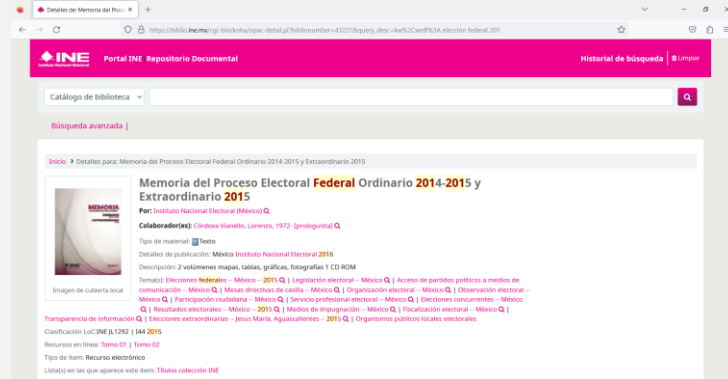 Detalles de: Memoria del Proce
https://biblio.ine.mx/cgi-bin/koha/opac-detail.pl?biblionumber=45227&query_desc=kw%2Cwrdl%3A elección federal 201
INE
Instituto Nacional Electoral
Portal INE Repositorio Documental
Historial de búsqueda
Limpiar
Catálogo de biblioteca
Búsqueda avanzada |
Inicio > Detalles para: Memoria del Proceso Electoral Federal Ordinario 2014-2015 y Extraordinario 2015
MEMORIA
Imagen de cubierta local
Memoria del Proceso Electoral Federal Ordinario 2014-2015 y
Extraordinario 2015
Por: Instituto Nacional Electoral (México)
Colaborador(es): Córdova Vianello, Lorenzo, 1972- [prologuista]
Tipo de material: Texto
Detalles de publicación: México Instituto Nacional Electoral 2016
Descripción: 2 volúmenes mapas, tablas, gráficas, fotografías 1 CD ROM
Tema(s): Elecciones federales -- México -- 2015 | Legislación electoral -- México | Acceso de partidos políticos a medios de
comunicación -- México | Mesas directivas de casilla -- México | Organización electoral -- México | Observación electoral --
México | Participación ciudadana -- México | Servicio profesional electoral -- México | Elecciones concurrentes -- México
| Resultados electorales -- México -- 2015 | Medios de impugnación -- México | Fiscalización electoral -- México |
Transparencia de información | Elecciones extraordinarias -- Jesus María, Aguascalientes -- 2015 | Organismos públicos locales electorales
Clasificación LoC:INE JL1292 | I44 2015
Recursos en línea: Tomo 01 | Tomo 02
Tipo de ítem: Recurso electrónico
Lista(s) en las que aparece este ítem: Títulos colección INE